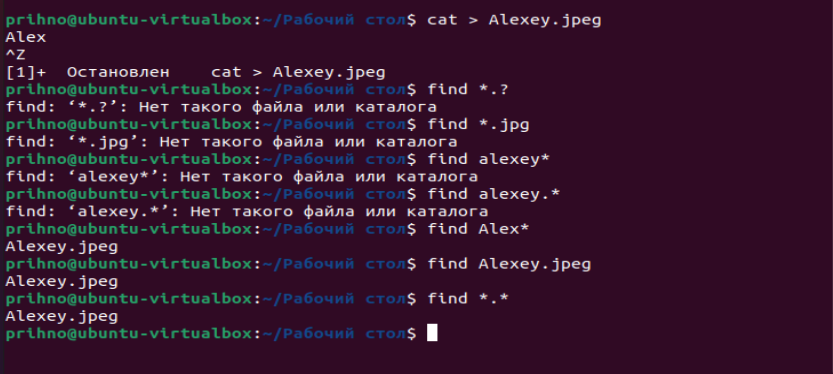 prihno@ubuntu-virtualbox:~/Рабочий стол$ cat > Alexey.jpeg
Alex
^Z
[1]+  Остановлен    cat > Alexey.jpeg
prihno@ubuntu-virtualbox:~/Рабочий стол$ find *.?
find: ‘*.?’: Нет такого файла или каталога
prihno@ubuntu-virtualbox:~/Рабочий стол$ find *.jpg
find: ‘*.jpg’: Нет такого файла или каталога
prihno@ubuntu-virtualbox:~/Рабочий стол$ find alexey*
find: ‘alexey*’: Нет такого файла или каталога
prihno@ubuntu-virtualbox:~/Рабочий стол$ find alexey.*
find: ‘alexey.*’: Нет такого файла или каталога
prihno@ubuntu-virtualbox:~/Рабочий стол$ find Alex*
Alexey.jpeg
prihno@ubuntu-virtualbox:~/Рабочий стол$ find Alexey.jpeg
Alexey.jpeg
prihno@ubuntu-virtualbox:~/Рабочий стол$ find *.*
Alexey.jpeg
prihno@ubuntu-virtualbox:~/Рабочий стол$